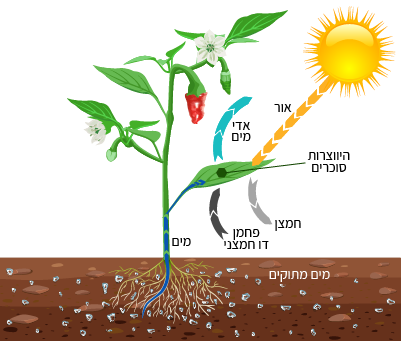 אור
אדי
מים
היווצרות
סוכרים
חמצן
פחמן
דו חמצני
מים
מים מתוקים